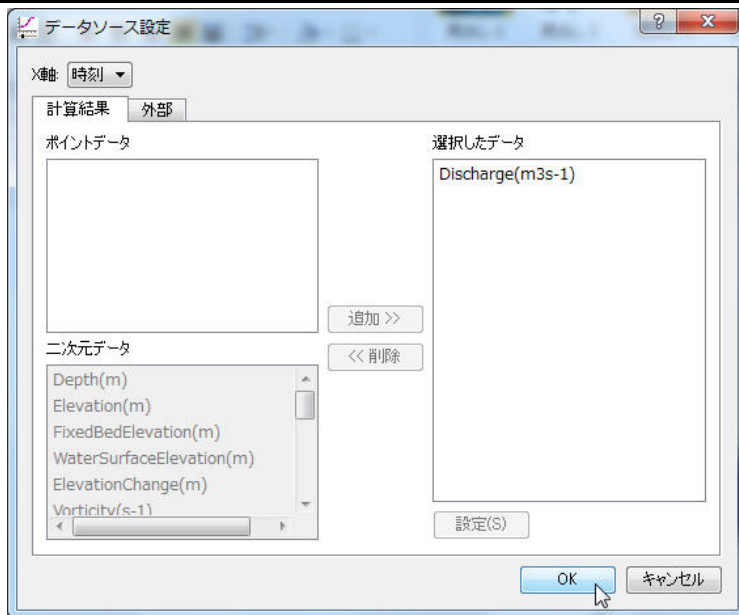 データソース設定
X軸: 時刻
計算結果 外部
ポイントデータ
選択したデータ
Discharge(m3s-1)
追加 >>
<< 削除
二次元データ
Depth(m)
Elevation(m)
FixedBedElevation(m)
WaterSurfaceElevation(m)
ElevationChange(m)
Vorticity(s-1)
設定(S)
OK キャンセル